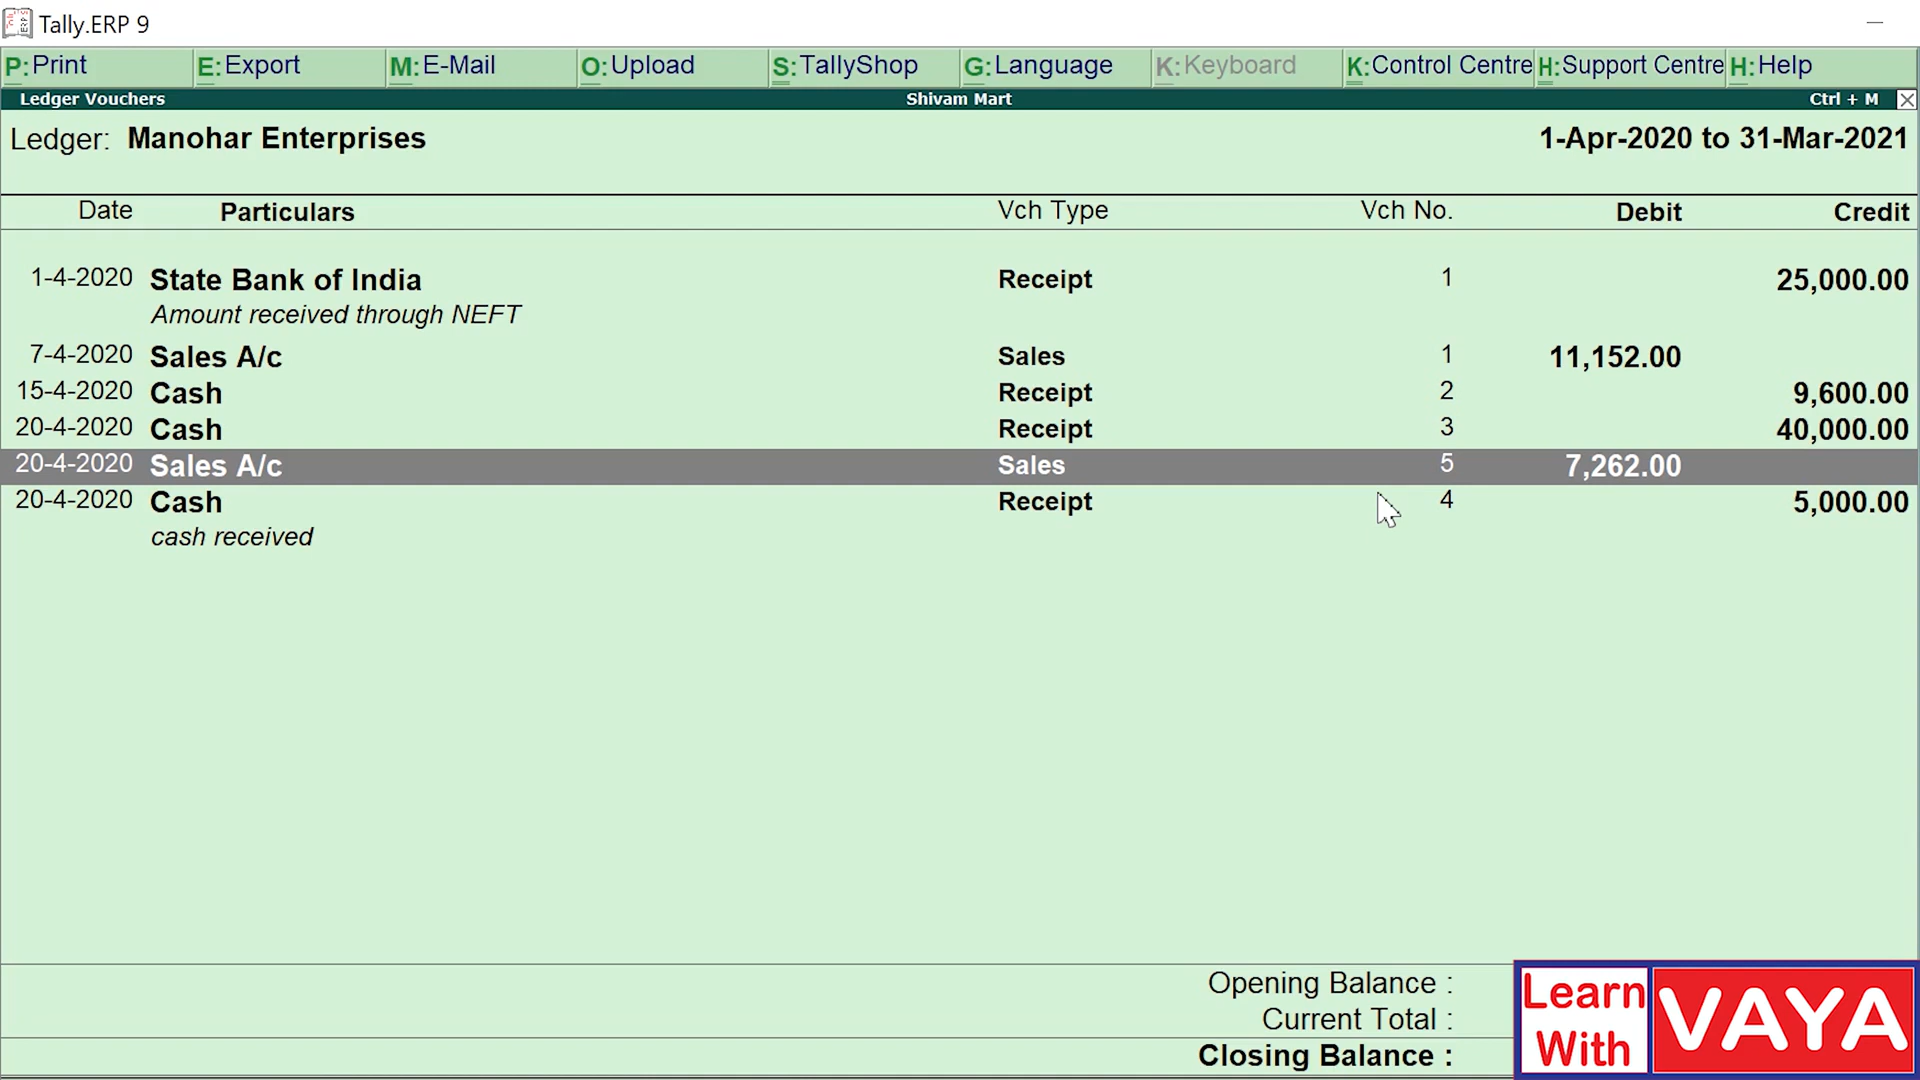 Tally.ERP 9
P:Print E:Export M:E-Mail O:Upload S:TallyShop G:Language K:Keyboard K:Control Centre H:Support Centre H:Help
Ledger Vouchers Shivam Mart Ctrl + M
Ledger: Manohar Enterprises 1-Apr-2020 to 31-Mar-2021
Date Particulars Vch Type Vch No. Debit Credit
1-4-2020 State Bank of India Receipt 1 25,000.00
Amount received through NEFT
7-4-2020 Sales A/c Sales 1 11,152.00
15-4-2020 Cash Receipt 2 9,600.00
20-4-2020 Cash Receipt 3 40,000.00
20-4-2020 Sales A/c Sales 5 7,262.00
20-4-2020 Cash Receipt 4 5,000.00
cash received
Opening Balance :
Current Total :
Closing Balance :
Learn
With
VAYA